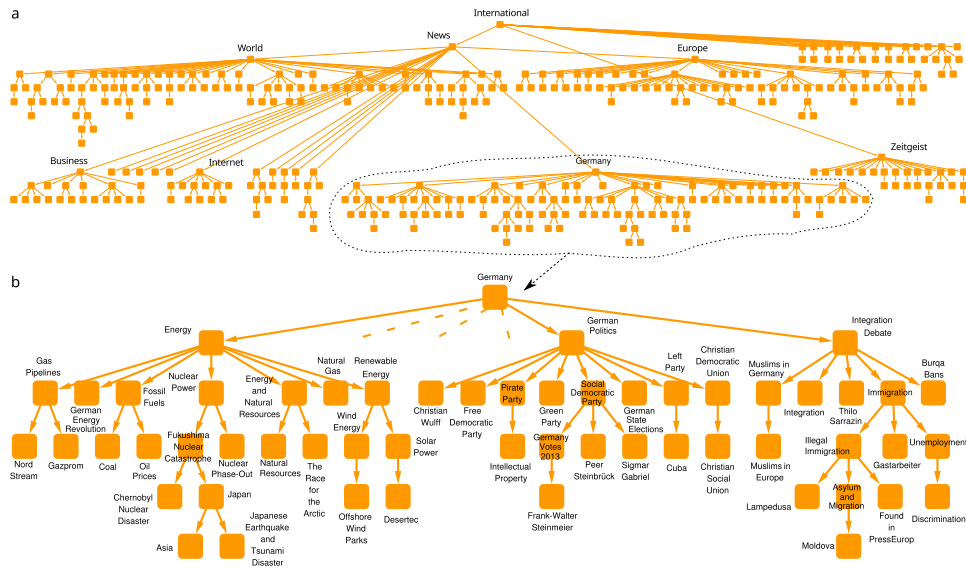 a
International
News
World
Europe
Business
Internet
Germany
Zeitgeist
b
Germany
Energy
German
Politics
Integration
Debate
Gas
Pipelines
German
Energy
Revolution
Fossil
Fuels
Nuclear
Power
Energy
and
Natural
Resources
Natural
Gas
Renewable
Energy
Christian
Wulff
Free
Democratic
Party
Pirate
Party
Green
Party
Social
Democratic
Party
German
State
Elections
Left
Party
Christian
Democratic
Union
Muslims in
Germany
Integration
Thilo
Sarrazin
Immigration
Burqa
Bans
Nord
Stream
Gazprom
Coal
Oil
Prices
Fukushima
Nuclear
Catastrophe
Nuclear
Phase-Out
Natural
Resources
The
Race
for
the
Arctic
Wind
Energy
Solar
Power
Intellectual
Property
Germany
Votes
2013
Peer
Steinbrück
Sigmar
Gabriel
Cuba
Christian
Social
Union
Muslims in
Europe
Illegal
Immigration
Gastarbeiter
Unemployment
Chernobyl
Nuclear
Disaster
Japan
Offshore
Wind
Parks
Desertec
Frank-Walter
Steinmeier
Lampedusa
Asylum
and
Migration
Found
in
PressEurop
Discrimination
Asia
Japanese
Earthquake
and
Tsunami
Disaster
Moldova